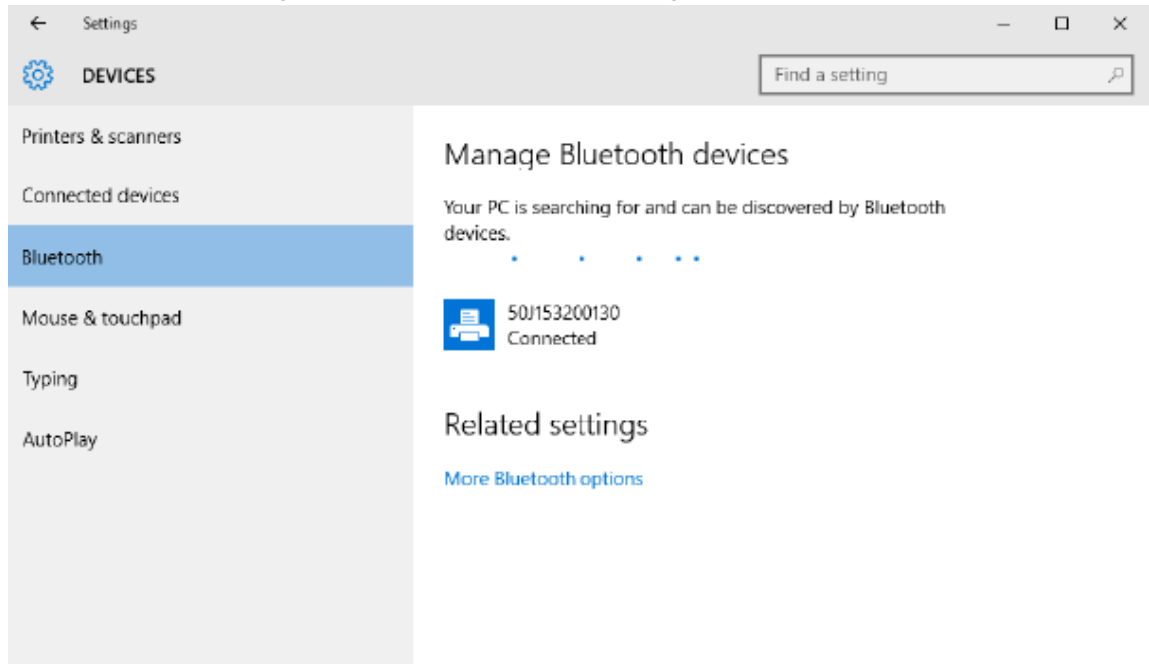 Settings
DEVICES
Find a setting
Printers & scanners
Connected devices
Bluetooth
Mouse & touchpad
Typing
AutoPlay
Manage Bluetooth devices
Your PC is searching for and can be discovered by Bluetooth
devices.
50J153200130
Connected
Related settings
More Bluetooth options